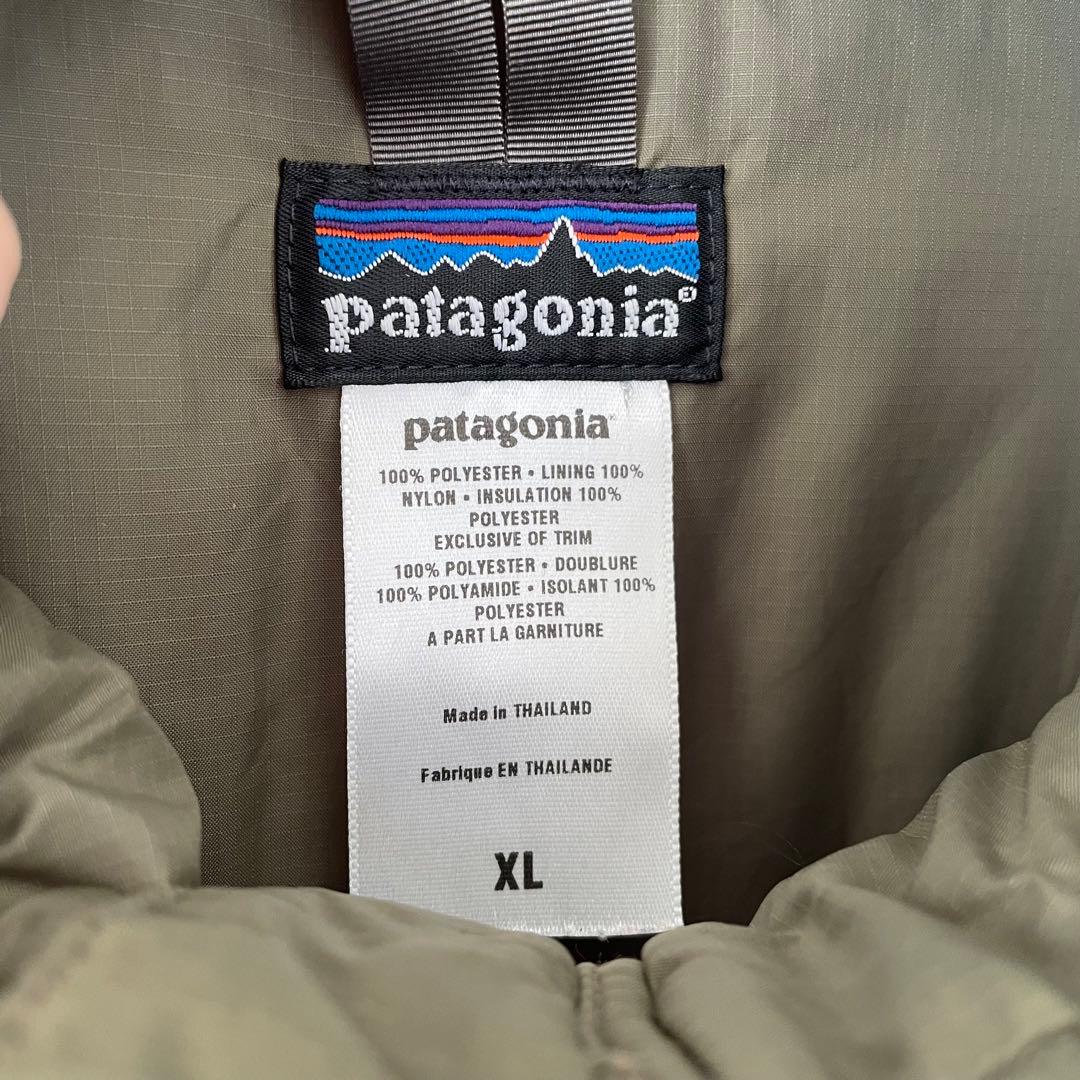 patagonia®
patagonia
100% POLYESTER • LINING 100%
NYLON • INSULATION 100%
POLYESTER
EXCLUSIVE OF TRIM
100% POLYESTER • DOUBLURE
100% POLYAMIDE • ISOLANT 100%
POLYESTER
A PART LA GARNITURE
Made in THAILAND
Fabrique EN THAILANDE
XL